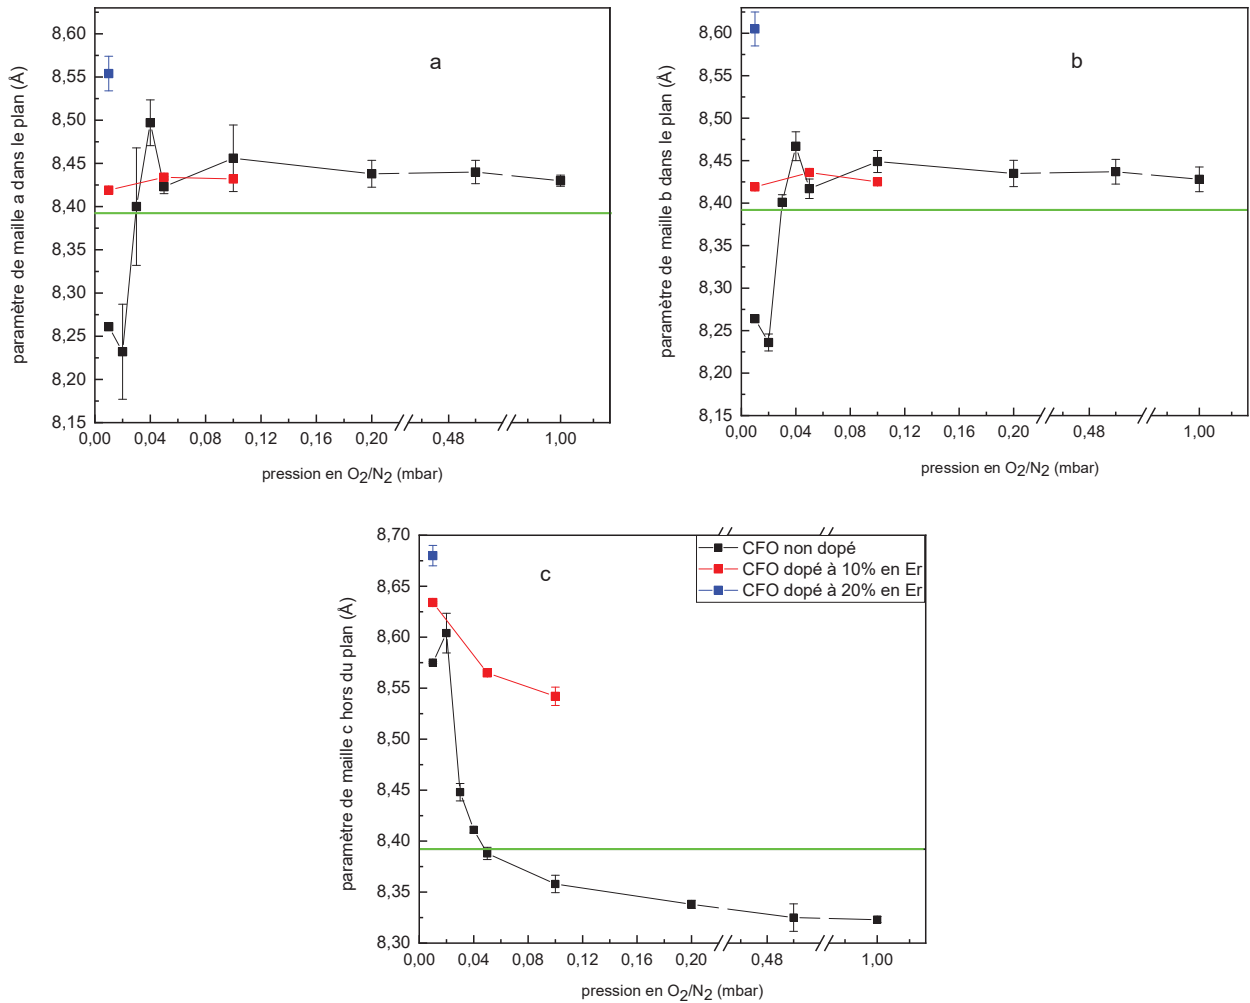 a
8,60
8,55
8,50
8,45
8,40
8,35
8,30
8,25
8,20
8,15
paramètre de maille a dans le plan (Å)
0,00 0,04 0,08 0,12 0,16 0,20 0,48 1,00
pression en O2/N2 (mbar)
b
8,60
8,55
8,50
8,45
8,40
8,35
8,30
8,25
8,20
8,15
paramètre de maille b dans le plan (Å)
0,00 0,04 0,08 0,12 0,16 0,20 0,48 1,00
pression en O2/N2 (mbar)
c
CFO non dopé
CFO dopé à 10% en Er
CFO dopé à 20% en Er
8,70
8,65
8,60
8,55
8,50
8,45
8,40
8,35
8,30
paramètre de maille c hors du plan (Å)
0,00 0,04 0,08 0,12 0,16 0,20 0,48 1,00
pression en O2/N2 (mbar)